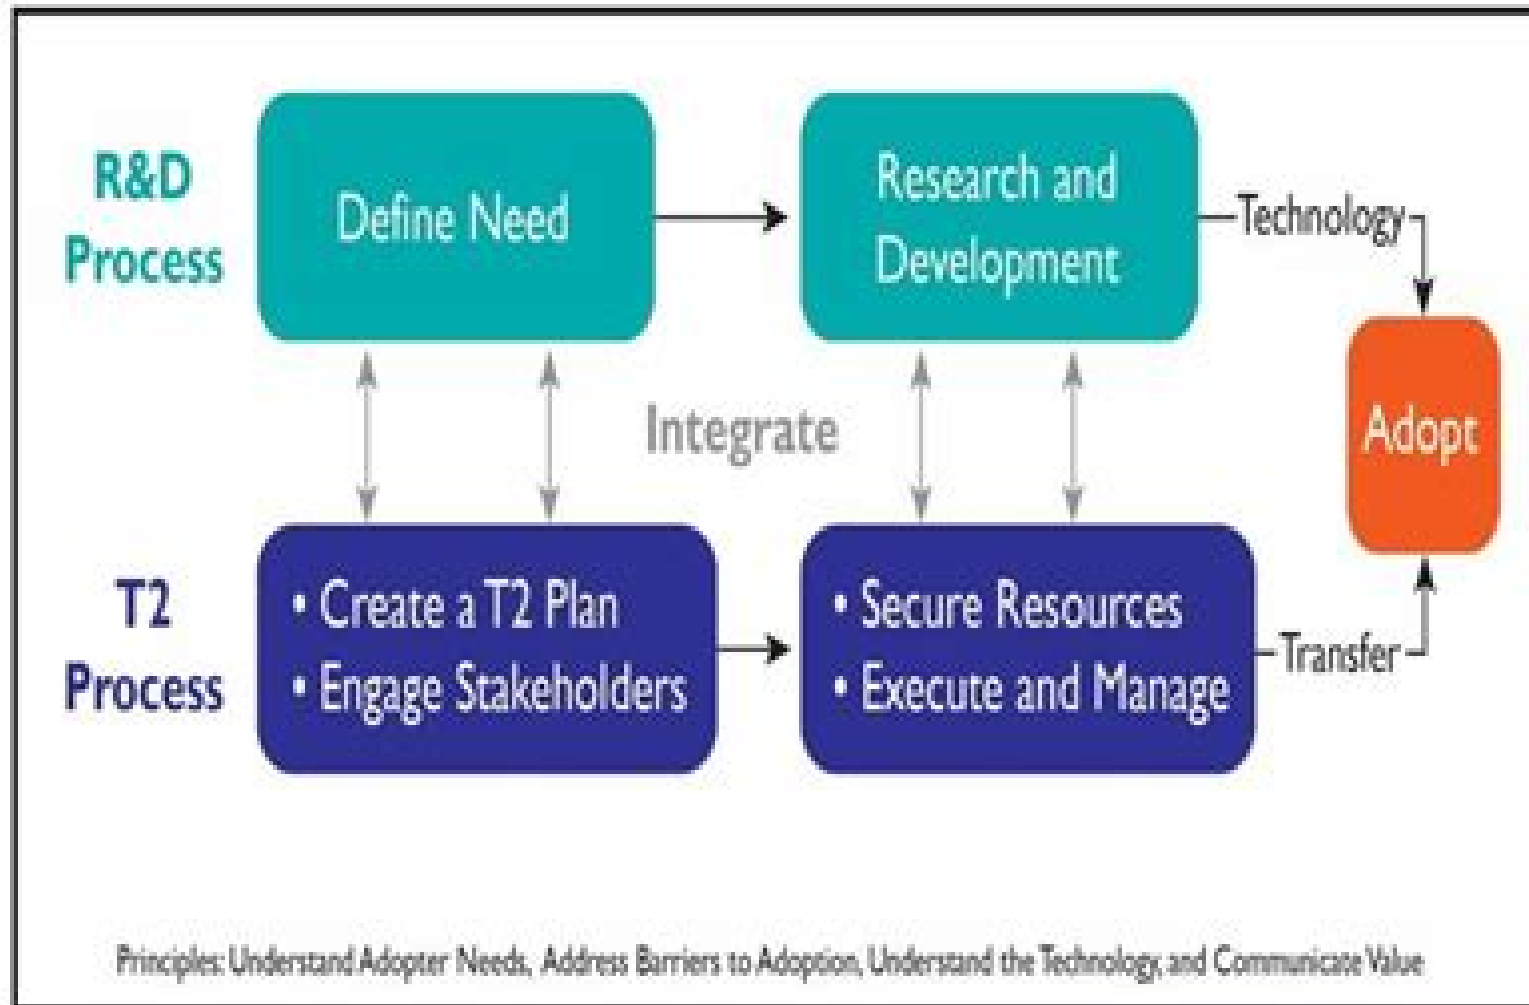 R&D
Process
Define Need
Research and
Development
Technology
Integrate
Adopt
T2
Process
• Create a T2 Plan
• Engage Stakeholders
• Secure Resources
• Execute and Manage
Transfer
Principles: Understand Adopter Needs, Address Barriers to Adoption, Understand the Technology, and Communicate Value